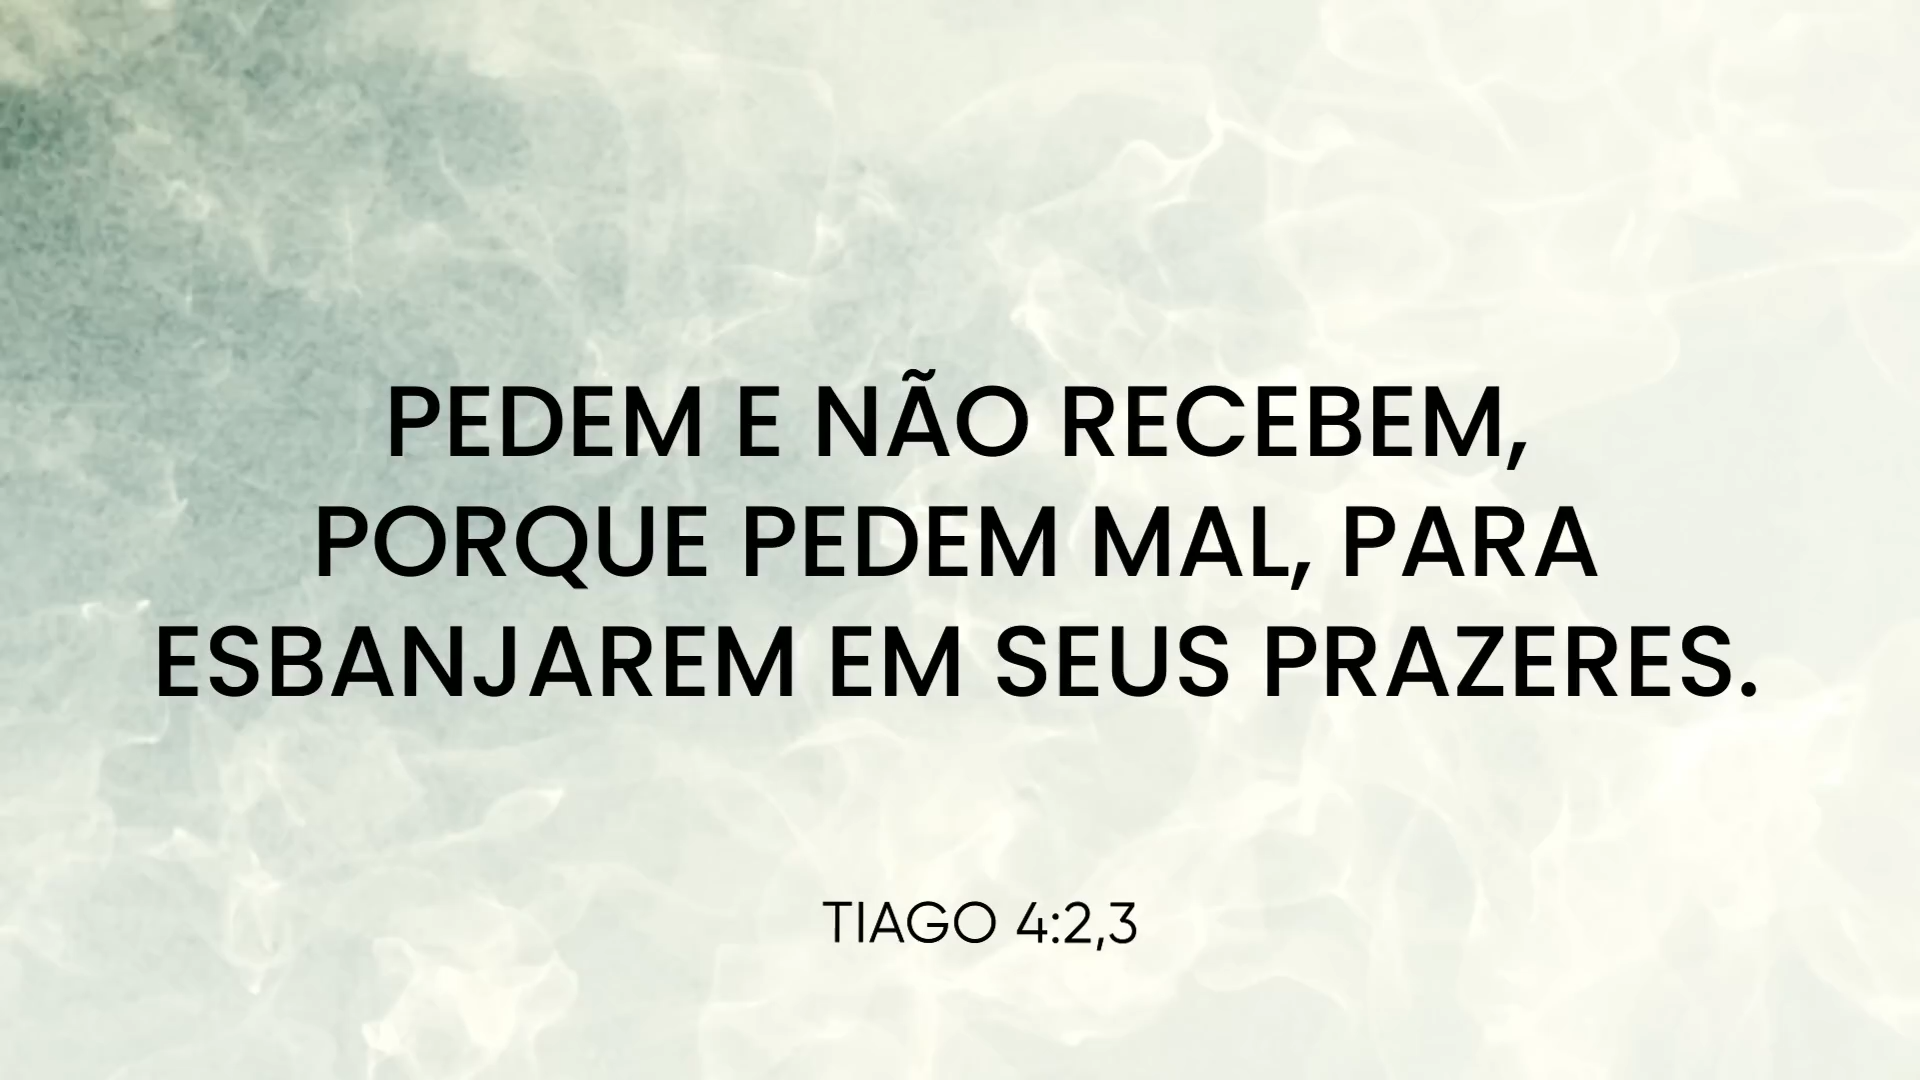 PEDEM E NÃO RECEBEM,
PORQUE PEDEM MAL, PARA
ESBANJAREM EM SEUS PRAZERES.
TIAGO 4:2,3